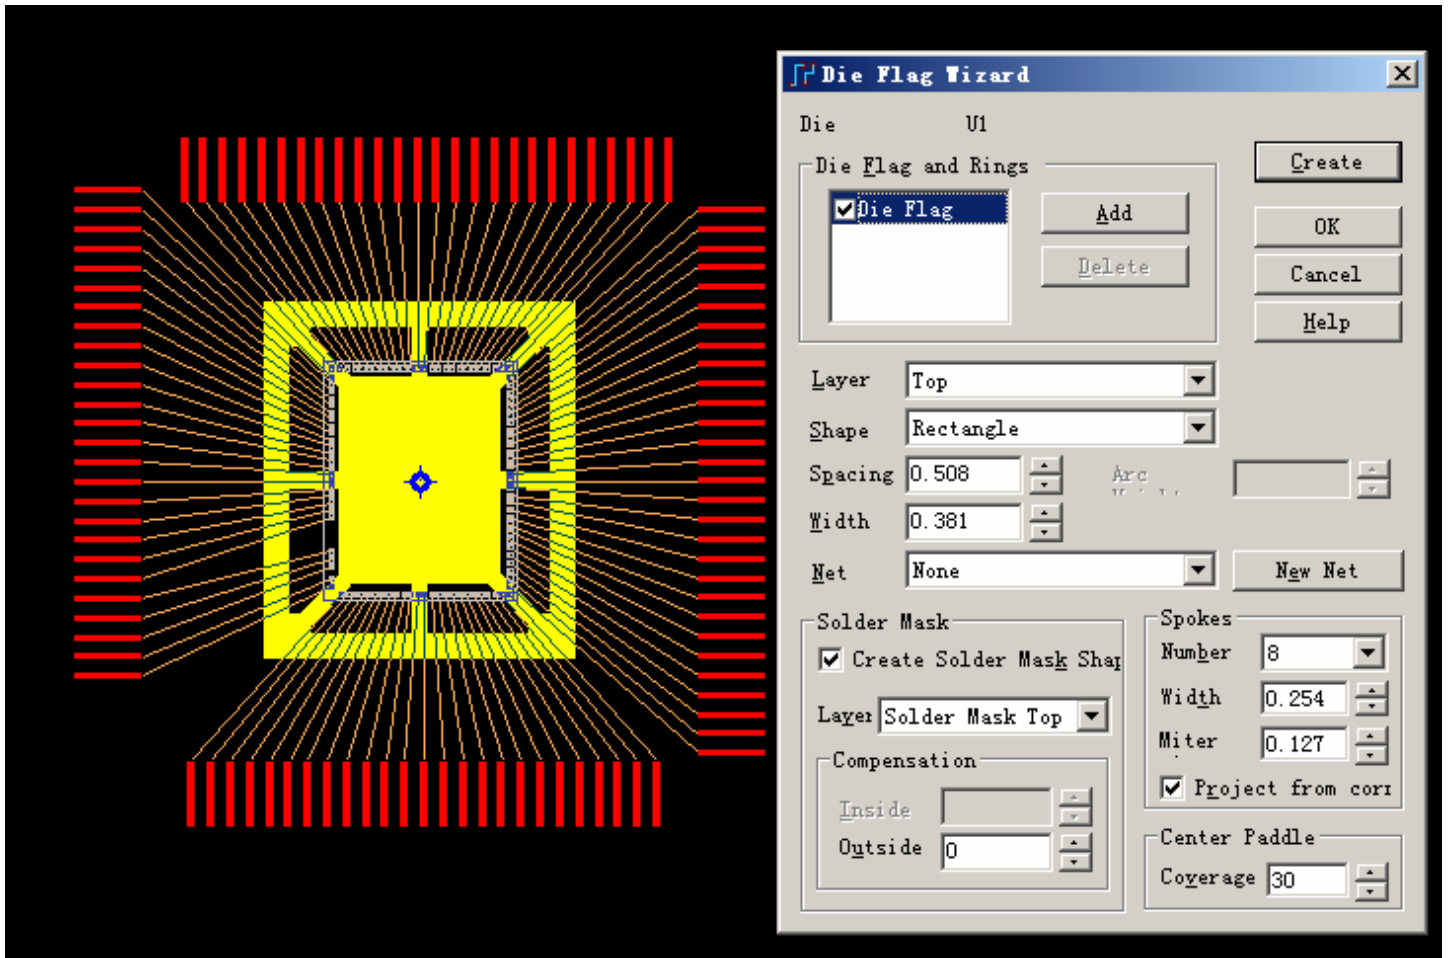 Die Flag Wizard
Die U1
Die Flag and Rings
Create
Die Flag
Add
OK
Delete
Cancel
Help
Layer Top
Shape Rectangle
Spacing 0.508
Arc
Width 0.381
Net None New Net
Solder Mask
Create Solder Mask Shap
Layer Solder Mask Top
Compensation
Inside
Outside 0
Spokes
Number 8
Width 0.254
Miter 0.127
Project from corr
Center Paddle
Coverage 30